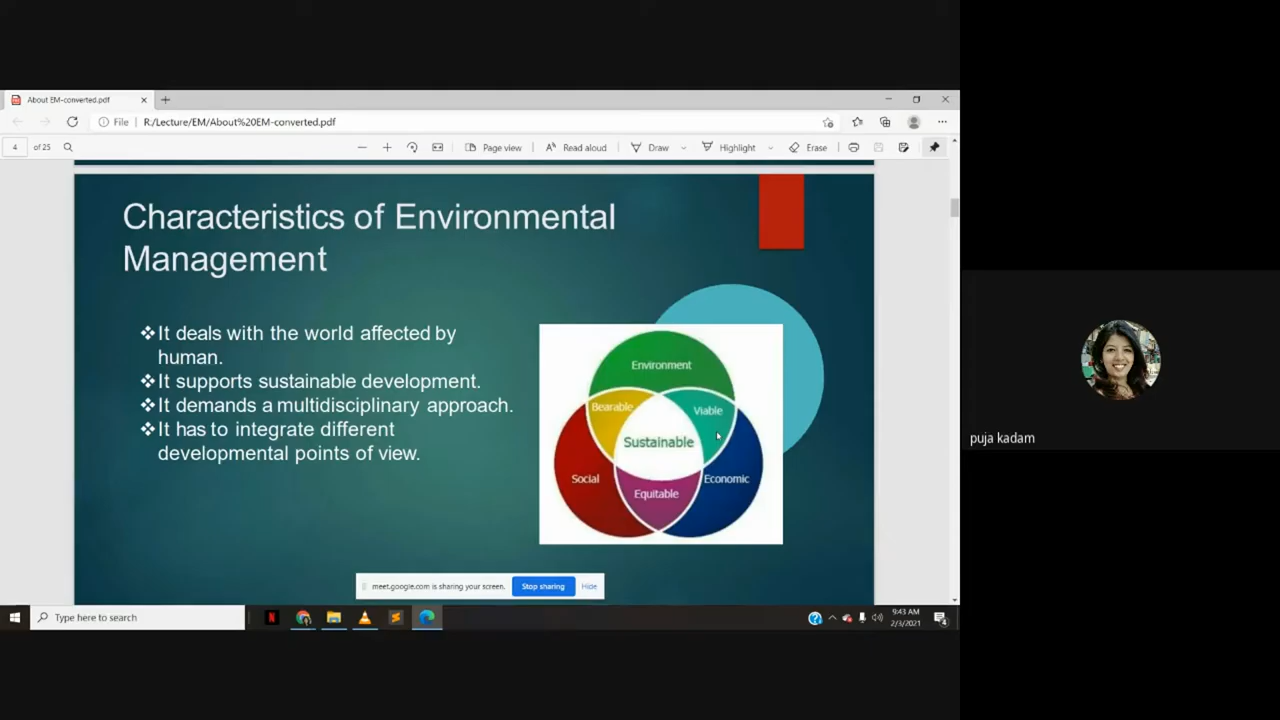 About EM-converted.pdf
File | R:/Lecture/EM/About%20EM-converted.pdf
4 of 25
Page view
Read aloud
Draw
Highlight
Erase
Characteristics of Environmental
Management
❖It deals with the world affected by
human.
❖It supports sustainable development.
❖It demands a multidisciplinary approach.
❖It has to integrate different
developmental points of view.
Environment
Bearable
Viable
Sustainable
Social
Equitable
Economic
puja kadam
meet.google.com is sharing your screen.
Stop sharing
Hide
Type here to search
9:43 AM
2/3/2021
4